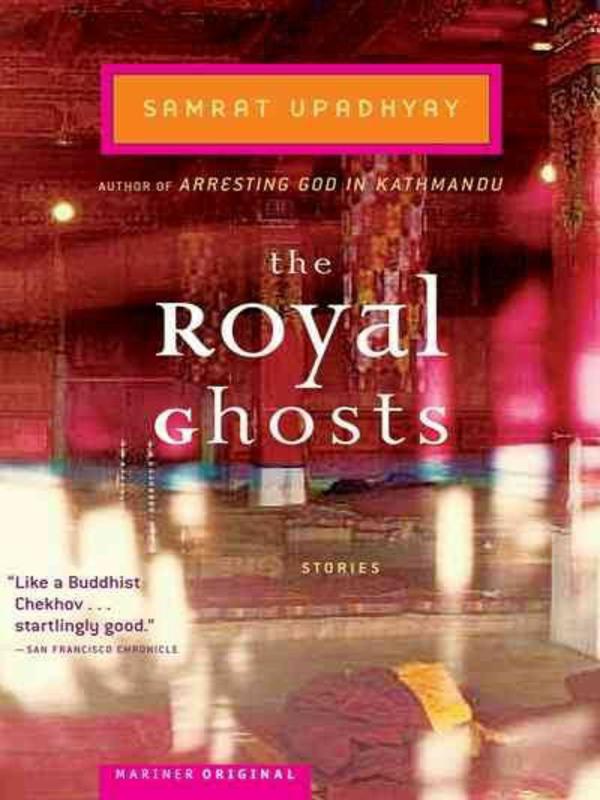 SAMRAT UPADHYAY
AUTHOR OF ARRESTING GOD IN KATHMANDU
the
Royal
Ghosts
STORIES
"Like a Buddhist
Chekhov . . .
startlingly good."
— SAN FRANCISCO CHRONICLE
MARINER ORIGINAL